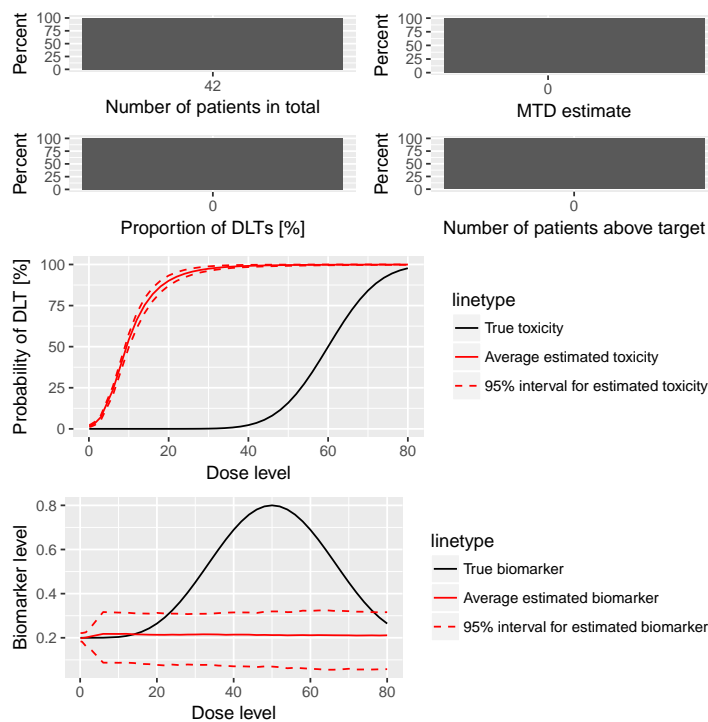 Percent
100
75
50
25
0
42
Number of patients in total
Percent
100
75
50
25
0
0
MTD estimate
Percent
100
75
50
25
0
0
Proportion of DLTs [%]
Percent
100
75
50
25
0
0
Number of patients above target
Probability of DLT [%]
100
75
50
25
0
0 20 40 60 80
Dose level
linetype
True toxicity
Average estimated toxicity
95% interval for estimated toxicity
Biomarker level
0.8
0.6
0.4
0.2
0 20 40 60 80
Dose level
linetype
True biomarker
Average estimated biomarker
95% interval for estimated biomarker